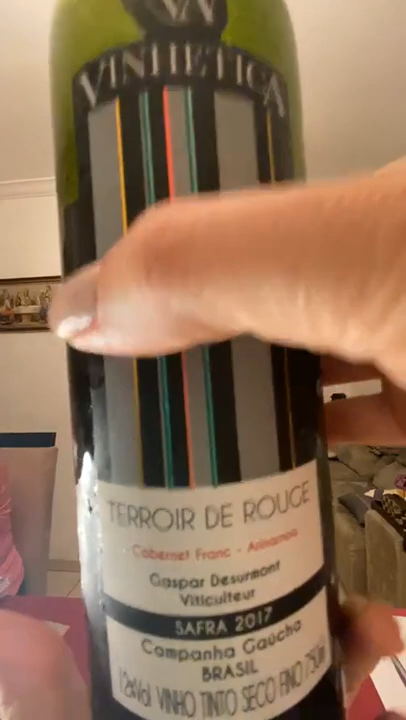 VINHETICA
TERROIR DE ROUGE
Cabernet Franc - Arinarnoa
Gaspar Desurmont
Viticulteur
SAFRA 2017
Campanha Gaúcha
BRASIL
12%Vol VINHO TINTO SECO FINO 750ml